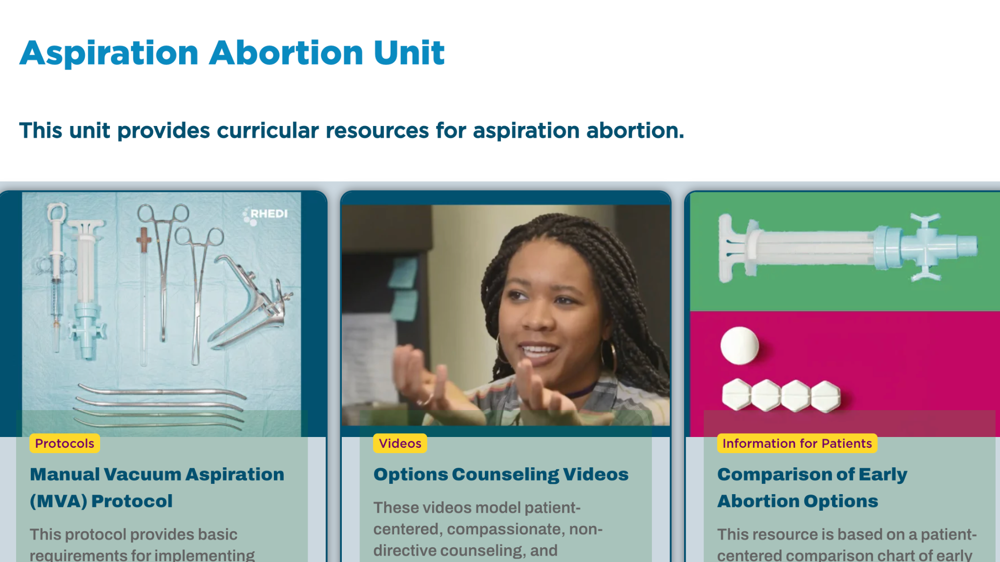 Aspiration Abortion Unit
This unit provides curricular resources for aspiration abortion.
RHEDI
Protocols
Manual Vacuum Aspiration
(MVA) Protocol
This protocol provides basic
requirements for implementing
Videos
Options Counseling Videos
These videos model patient-
centered, compassionate, non-
directive counseling, and
Information for Patients
Comparison of Early
Abortion Options
This resource is based on a patient-
centered comparison chart of early